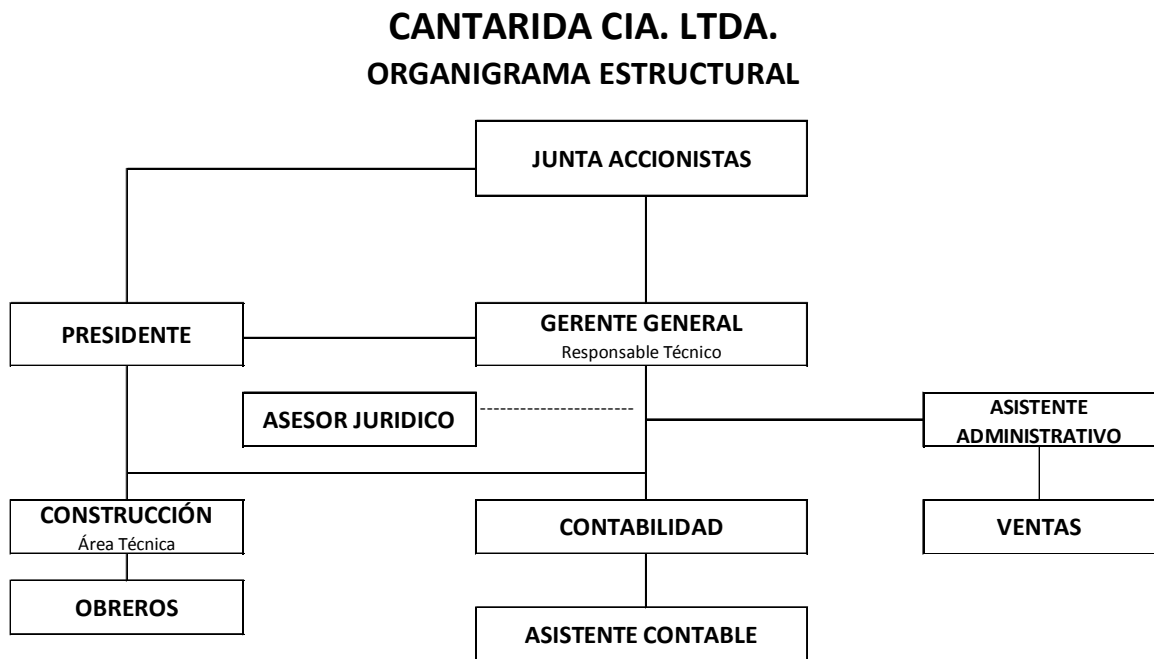 CANTARIDA CIA. LTDA.
ORGANIGRAMA ESTRUCTURAL
JUNTA ACCIONISTAS
PRESIDENTE
GERENTE GENERAL
Responsable Técnico
ASESOR JURIDICO
ASISTENTE
ADMINISTRATIVO
CONSTRUCCIÓN
Área Técnica
CONTABILIDAD
VENTAS
OBREROS
ASISTENTE CONTABLE